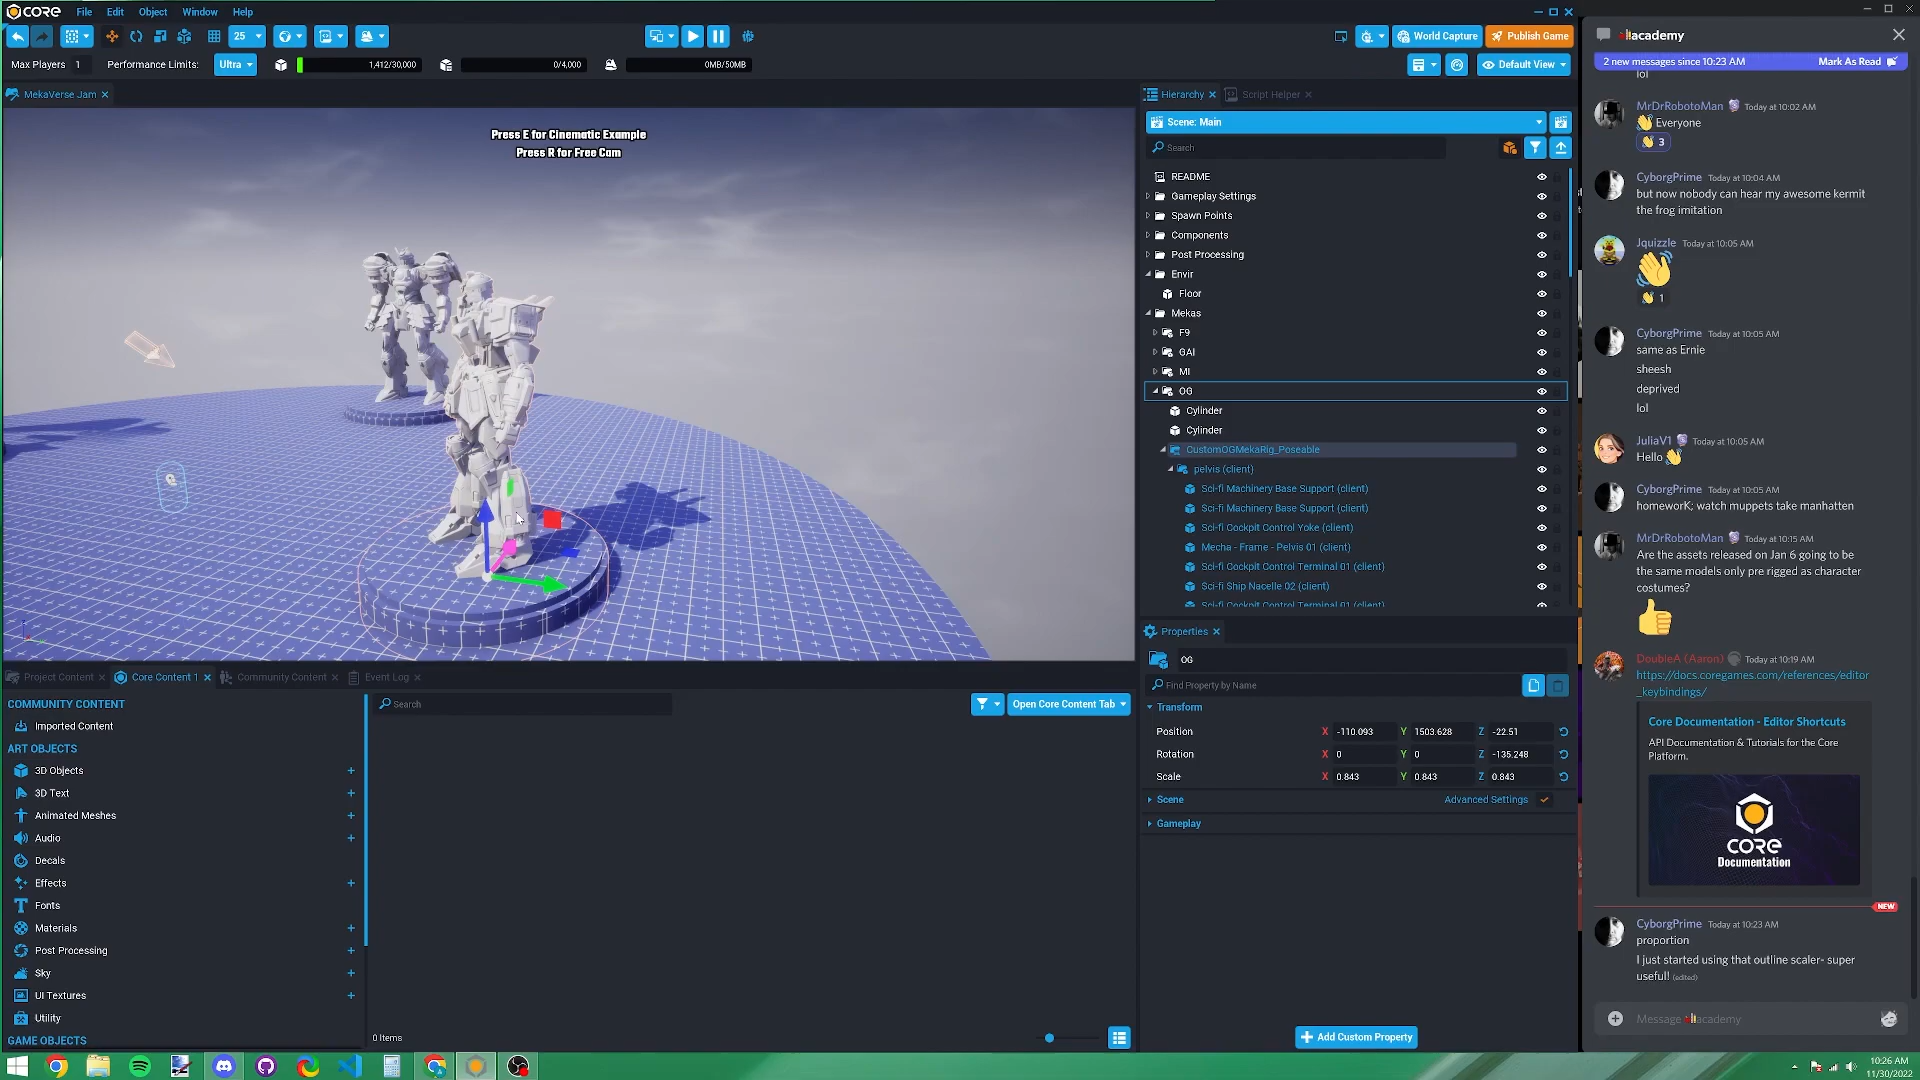 CORE
File
Edit
Object
Window
Help
25
World Capture
Publish Game
Max Players
1
Performance Limits:
Ultra
1,412/30,000
0/4,000
0MB/50MB
Default View
MekaVerse Jam
Press E for Cinematic Example
Press R for Free Cam
Hierarchy
Script Helper
Scene: Main
Search
README
Gameplay Settings
Spawn Points
Components
Post Processing
Envir
Floor
Mekas
F9
GAI
MI
OG
Cylinder
Cylinder
CustomOGMekaRig_Poseable
pelvis (client)
Sci-fi Machinery Base Support (client)
Sci-fi Machinery Base Support (client)
Sci-fi Cockpit Control Yoke (client)
Mecha - Frame - Pelvis 01 (client)
Sci-fi Cockpit Control Terminal 01 (client)
Sci-fi Ship Nacelle 02 (client)
Sci-fi Cockpit Control Terminal 01 (client)
Properties
OG
Find Property by Name
Transform
Position
X
-110.093
Y
1503.628
Z
-22.51
Rotation
X
0
Y
0
Z
-135.248
Scale
X
0.843
Y
0.843
Z
0.843
Scene
Advanced Settings
Gameplay
Add Custom Property
Project Content
Core Content 1
Community Content
Event Log
COMMUNITY CONTENT
Imported Content
ART OBJECTS
3D Objects
3D Text
Animated Meshes
Audio
Decals
Effects
Fonts
Materials
Post Processing
Sky
UI Textures
Utility
GAME OBJECTS
Search
Open Core Content Tab
0 Items
academy
2 new messages since 10:23 AM
Mark As Read
lol
MrDrRobotoMan
Today at 10:02 AM
Everyone
3
CyborgPrime
Today at 10:04 AM
but now nobody can hear my awesome kermit
the frog imitation
Jquizzle
Today at 10:05 AM
1
CyborgPrime
Today at 10:05 AM
same as Ernie
sheesh
deprived
lol
JuliaV1
Today at 10:05 AM
Hello
CyborgPrime
Today at 10:05 AM
homeworK; watch muppets take manhatten
MrDrRobotoMan
Today at 10:15 AM
Are the assets released on Jan 6 going to be
the same models only pre rigged as character
costumes?
DoubleA (Aaron)
Today at 10:19 AM
https://docs.coregames.com/references/editor
_keybindings/
Core Documentation - Editor Shortcuts
API Documentation & Tutorials for the Core
Platform.
CORE
Documentation
NEW
CyborgPrime
Today at 10:23 AM
proportion
I just started using that outline scaler- super
useful! (edited)
Message
academy
10:26 AM
11/30/2022